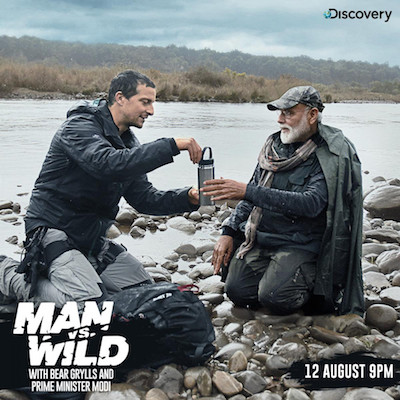 Discovery
MAN
VS.
WILD
WITH BEAR GRYLLS AND
PRIME MINISTER MODI
12 AUGUST 9PM